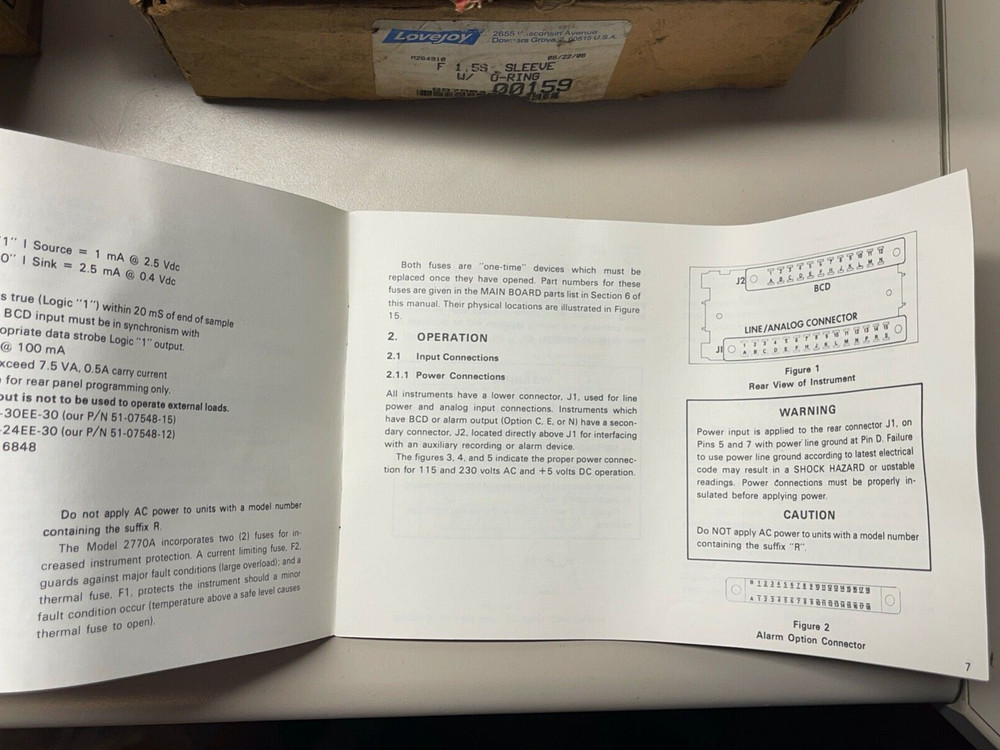 Lovejoy
2655 Wisconsin Avenue
Downers Grove, 60515 U.S.A.
M264910 06/22/06
F 1.5S SLEEVE
W/ O-RING
00159
"1" I Source = 1 mA @ 2.5 Vdc
0" I Sink = 2.5 mA @ 0.4 Vdc
s true (Logic "1") within 20 mS of end of sample
BCD input must be in synchronism with
opriate data strobe Logic "1" output.
@ 100 mA
xceed 7.5 VA, 0.5A carry current
for rear panel programming only.
out is not to be used to operate external loads.
-30EE-30 (our P/N 51-07548-15)
-24EE-30 (our P/N 51-07548-12)
6848
Do not apply AC power to units with a model number
containing the suffix R.
The Model 2770A incorporates two (2) fuses for in-
creased instrument protection. A current limiting fuse, F2,
guards against major fault conditions (large overload); and a
thermal fuse, F1, protects the instrument should a minor
fault condition occur (temperature above a safe level causes
thermal fuse to open).
Both fuses are "one-time" devices which must be
replaced once they have opened. Part numbers for these
fuses are given in the MAIN BOARD parts list in Section 6 of
this manual. Their physical locations are illustrated in Figure
15.
2. OPERATION
2.1 Input Connections
2.1.1 Power Connections
All instruments have a lower connector, J1, used for line
power and analog input connections. Instruments which
have BCD or alarm output (Option C, E, or N) have a secon-
dary connector, J2, located directly above J1 for interfacing
with an auxiliary recording or alarm device.
The figures 3, 4, and 5 indicate the proper power connec-
tion for 115 and 230 volts AC and +5 volts DC operation.
J2
BCD
LINE/ANALOG CONNECTOR
J1
Figure 1
Rear View of Instrument
WARNING
Power input is applied to the rear connector J1, on
Pins 5 and 7 with power line ground at Pin D. Failure
to use power line ground according to latest electrical
code may result in a SHOCK HAZARD or unstable
readings. Power connections must be properly in-
sulated before applying power.
CAUTION
Do NOT apply AC power to units with a model number
containing the suffix "R".
Figure 2
Alarm Option Connector
7